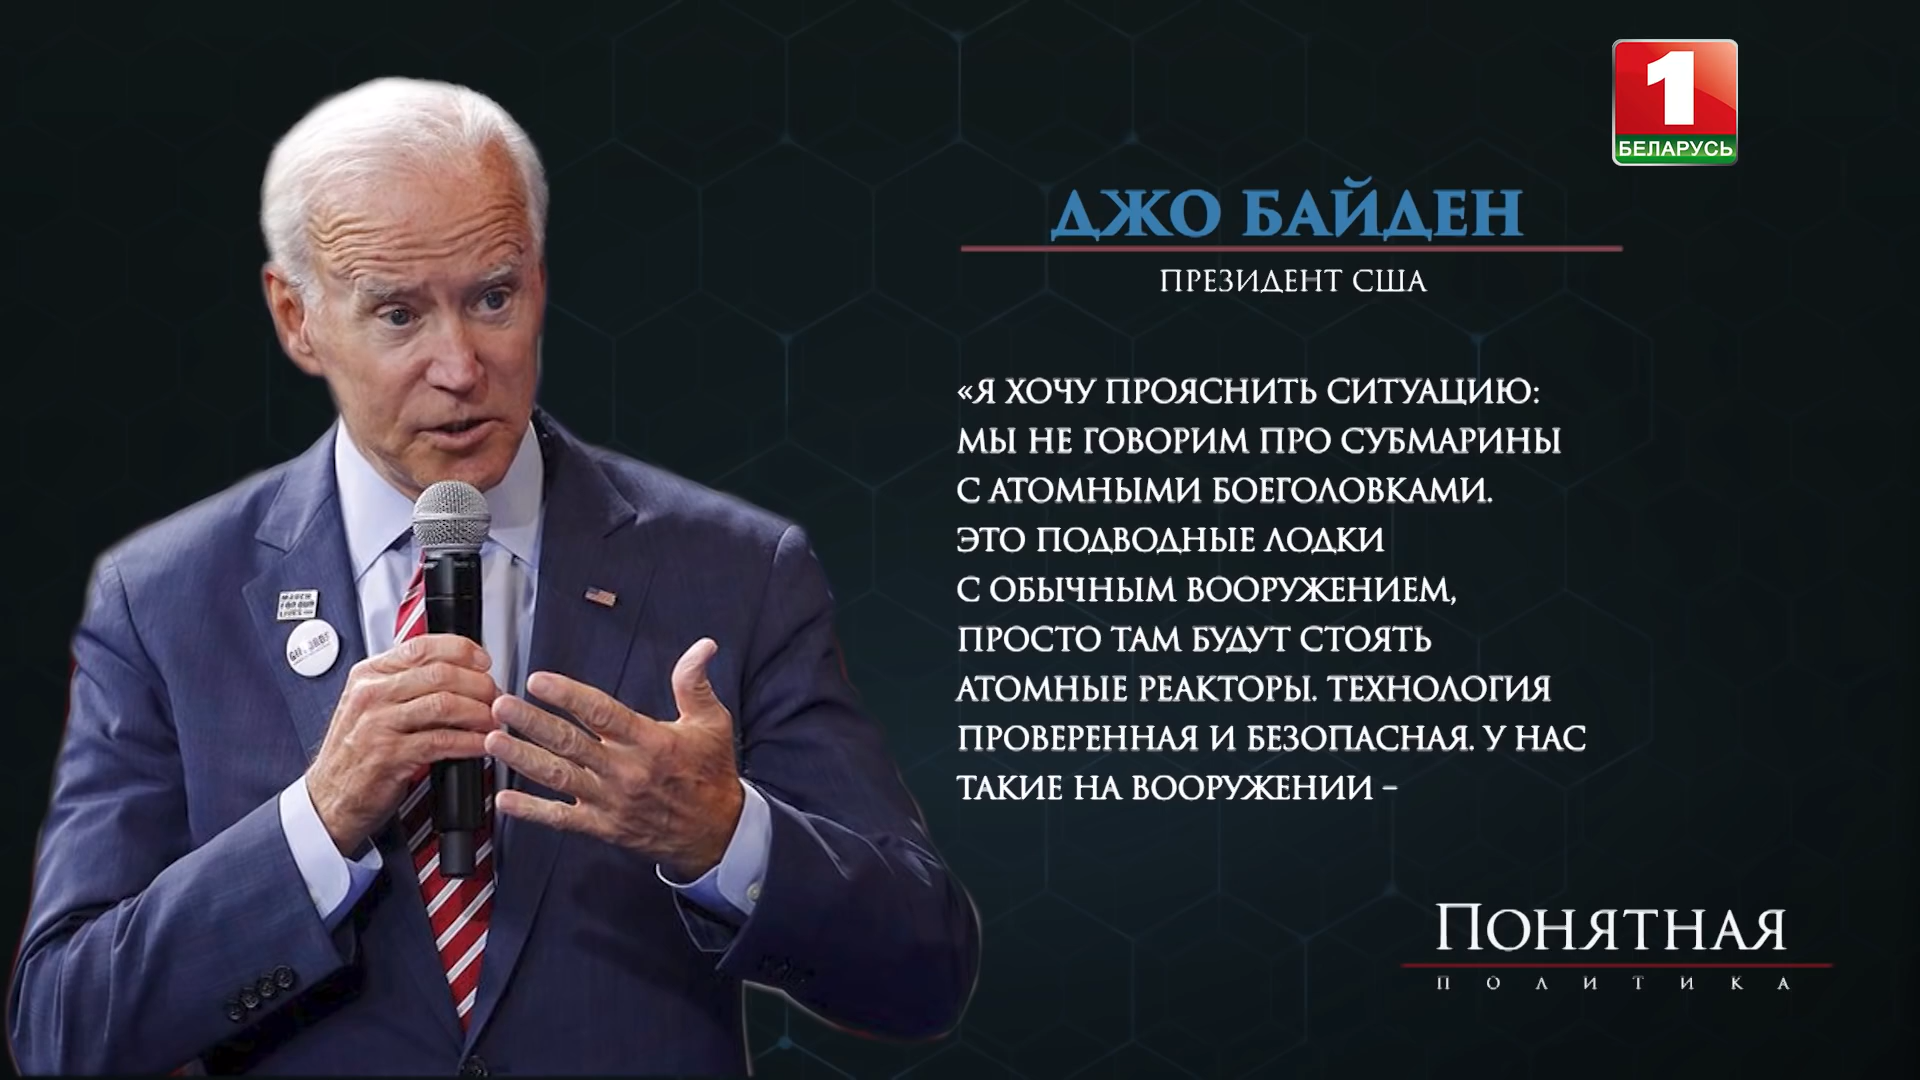 1
БЕЛАРУСЬ
ДЖО БАЙДЕН
ПРЕЗИДЕНТ США
«Я ХОЧУ ПРОЯСНИТЬ СИТУАЦИЮ:
МЫ НЕ ГОВОРИМ ПРО СУБМАРИНЫ
С АТОМНЫМИ БОЕГОЛОВКАМИ.
ЭТО ПОДВОДНЫЕ ЛОДКИ
С ОБЫЧНЫМ ВООРУЖЕНИЕМ,
ПРОСТО ТАМ БУДУТ СТОЯТЬ
АТОМНЫЕ РЕАКТОРЫ. ТЕХНОЛОГИЯ
ПРОВЕРЕННАЯ И БЕЗОПАСНАЯ. У НАС
ТАКИЕ НА ВООРУЖЕНИИ –
ПОНЯТНАЯ
ПОЛИТИКА